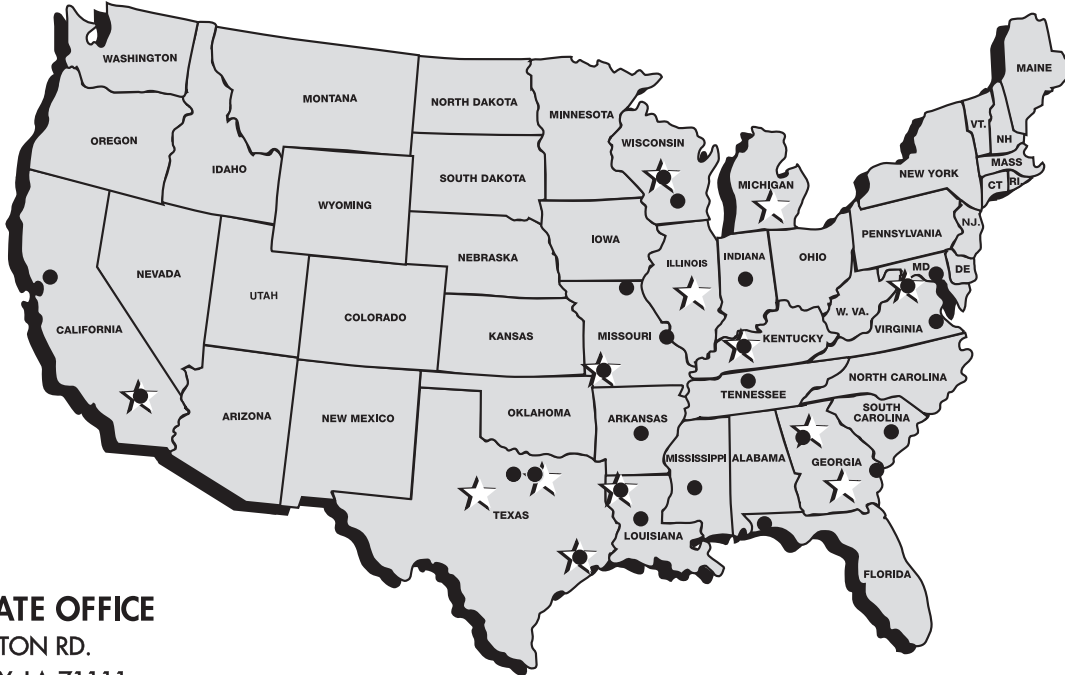 WASHINGTON
MONTANA
NORTH DAKOTA
MINNESOTA
MAINE
OREGON
IDAHO
WYOMING
SOUTH DAKOTA
WISCONSIN
MICHIGAN
VT.
NH
NEW YORK
MASS
CT
RI.
NEVADA
UTAH
COLORADO
NEBRASKA
IOWA
ILLINOIS
INDIANA
OHIO
PENNSYLVANIA
NJ.
MD
DE
CALIFORNIA
KANSAS
MISSOURI
KENTUCKY
W. VA.
VIRGINIA
ARIZONA
NEW MEXICO
OKLAHOMA
ARKANSAS
TENNESSEE
NORTH CAROLINA
SOUTH
CAROLINA
MISSISSIPPI
ALABAMA
GEORGIA
TEXAS
LOUISIANA
FLORIDA
ATE OFFICE
TON RD.